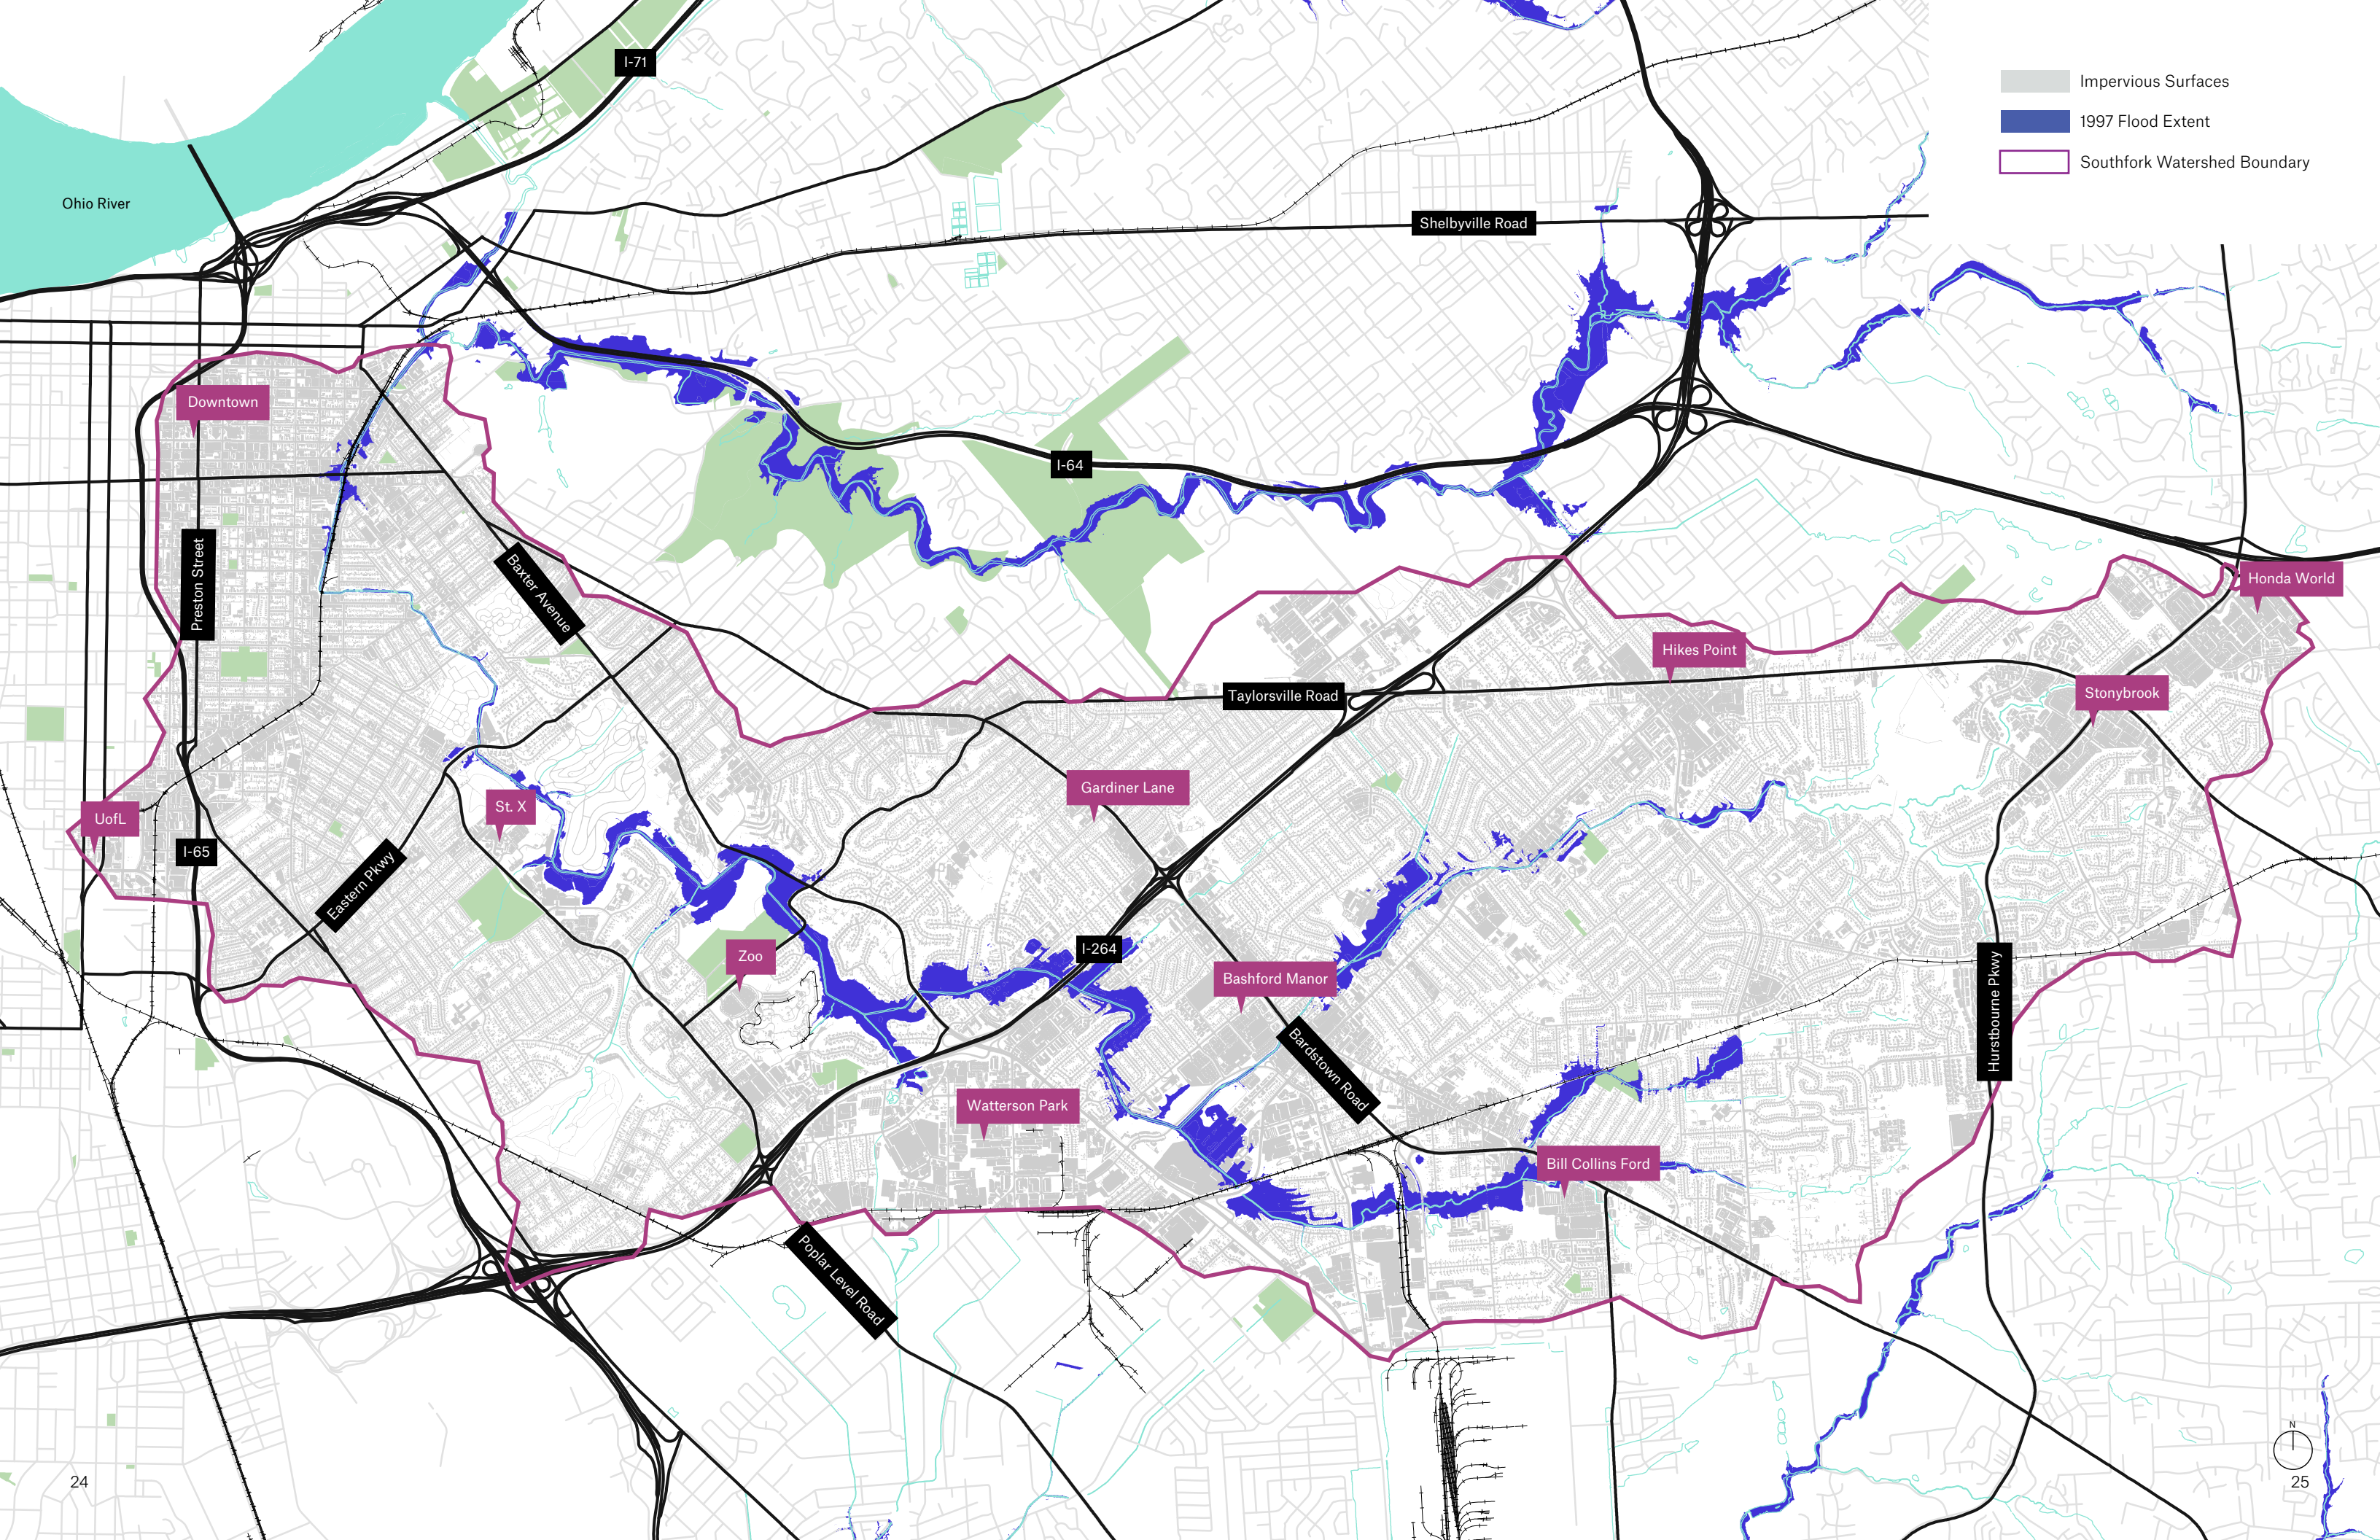 I-71
Impervious Surfaces
1997 Flood Extent
Southfork Watershed Boundary
Ohio River
Shelbyville Road
Downtown
I-64
Preston Street
Baxter Avenue
Honda World
Hikes Point
Taylorsville Road
Stonybrook
Gardiner Lane
St. X
UofL
I-65
Eastern Pkwy
Zoo
I-264
Bashford Manor
Hurstbourne Pkwy
Bardstown Road
Watterson Park
Bill Collins Ford
Poplar Level Road
N
24
25